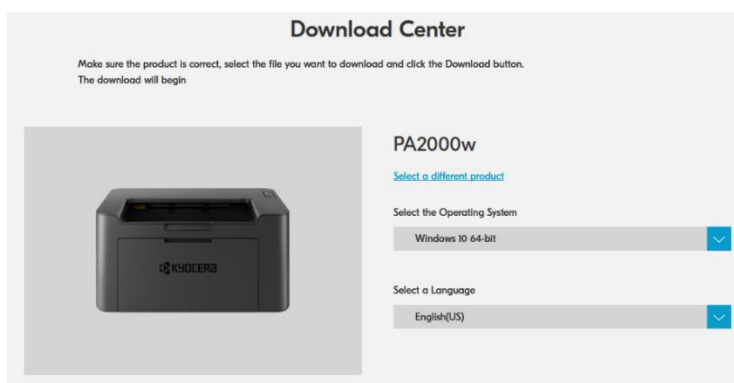 Download Center
Make sure the product is correct, select the file you want to download and click the Download button.
The download will begin
PA2000w
Select a different product
Select the Operating System
Windows 10 64-bit
KYOCERA
Select a Language
English(US)